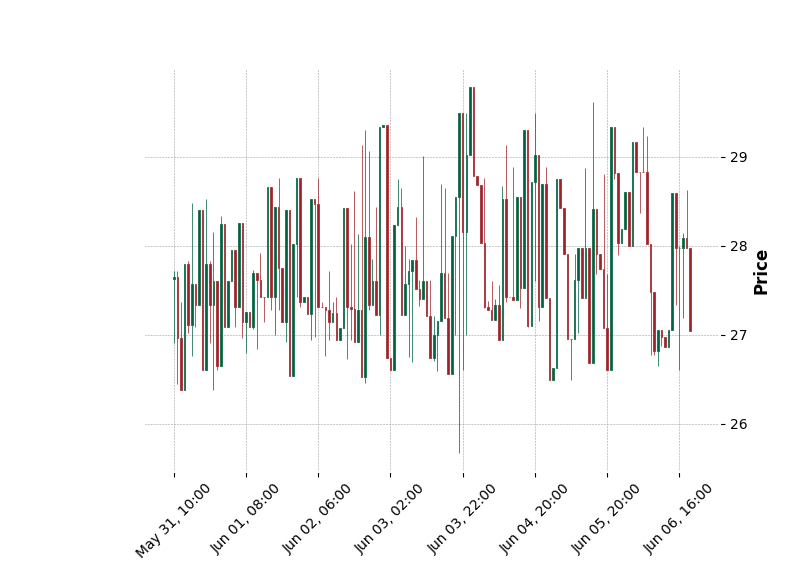 29
28
27
26
Price
May 31, 10:00
Jun 01, 08:00
Jun 02, 06:00
Jun 03, 02:00
Jun 03, 22:00
Jun 04, 20:00
Jun 05, 20:00
Jun 06, 16:00